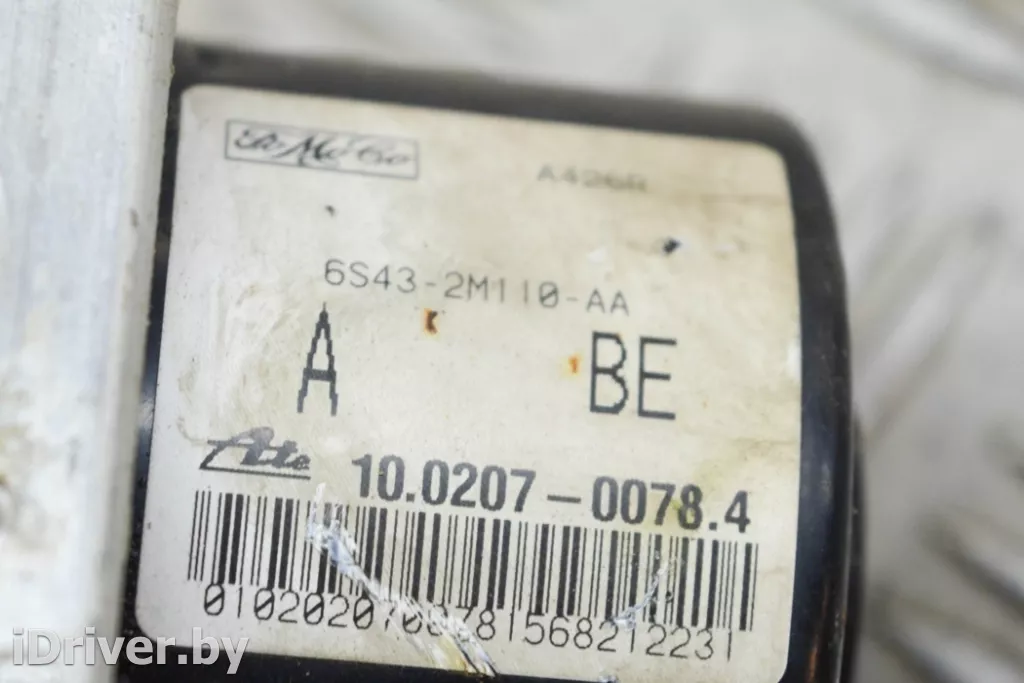 FoMoCo
A426R
6S43-2M110-AA
A BE
Ate
10.0207-0078.4
iDriver.by